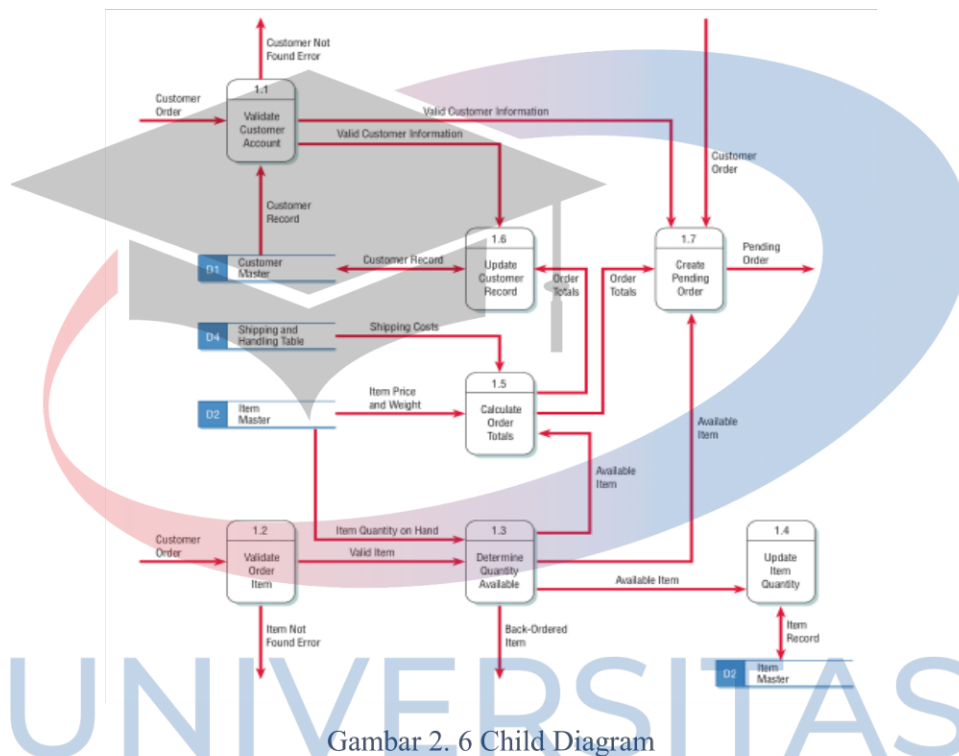 Customer Not
Found Error
1.1
Validate
Customer
Account
Customer
Order
Valid Customer Information
Valid Customer Information
Customer
Order
Customer
Record
1.6
Update
Customer
Record
1.7
Create
Pending
Order
Pending
Order
D1
Customer
Master
Customer Record
Order
Totals
Order
Totals
D4
Shipping and
Handling Table
Shipping Costs
1.5
Calculate
Order
Totals
D2
Item
Master
Item Price
and Weight
Available
Item
Available
Item
Item Quantity on Hand
1.2
Validate
Order
Item
Customer
Order
Valid Item
1.3
Determine
Quantity
Available
1.4
Update
Item
Quantity
Available Item
Item Not
Found Error
Back-Ordered
Item
Item
Record
D2
Item
Master
UNIVERSITAS
Gambar 2. 6 Child Diagram